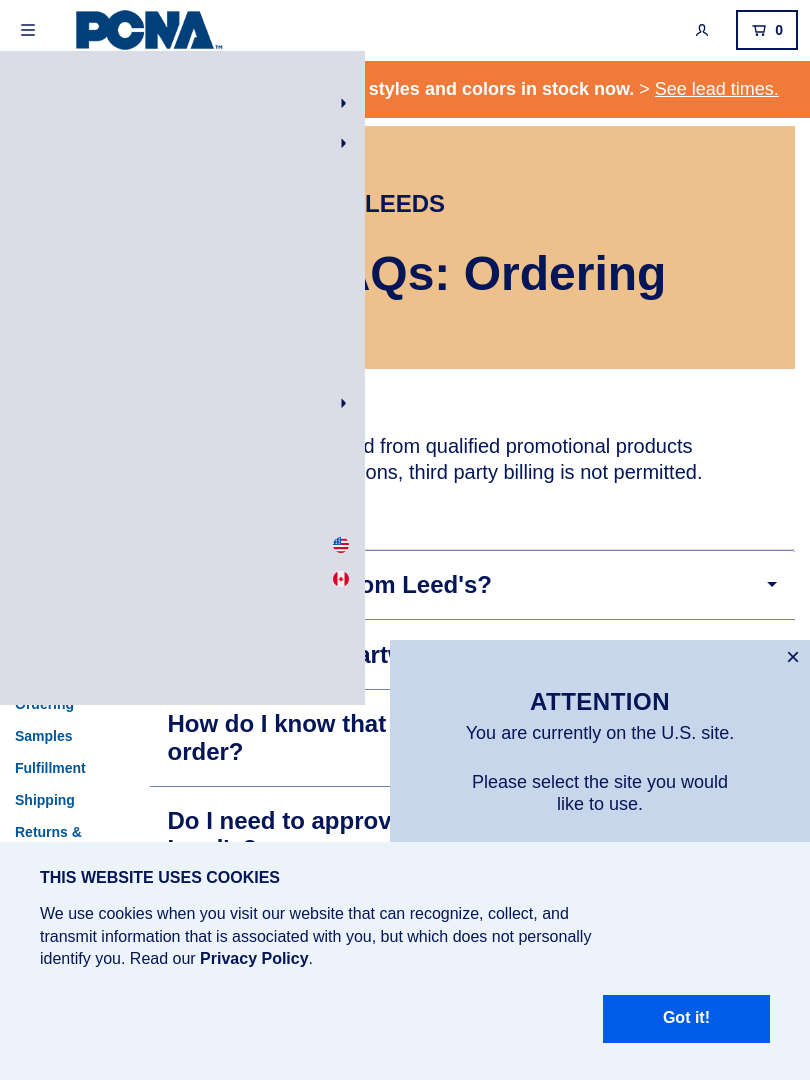 PCNA™
0
styles and colors in stock now. > See lead times.
LEEDS
AQs: Ordering
d from qualified promotional products
ons, third party billing is not permitted.
om Leed's?
Ordering
Samples
Fulfillment
Shipping
Returns &
How do I know that
order?
Do I need to approv
×
ATTENTION
You are currently on the U.S. site.
Please select the site you would
like to use.
THIS WEBSITE USES COOKIES
We use cookies when you visit our website that can recognize, collect, and
transmit information that is associated with you, but which does not personally
identify you. Read our Privacy Policy.
Got it!